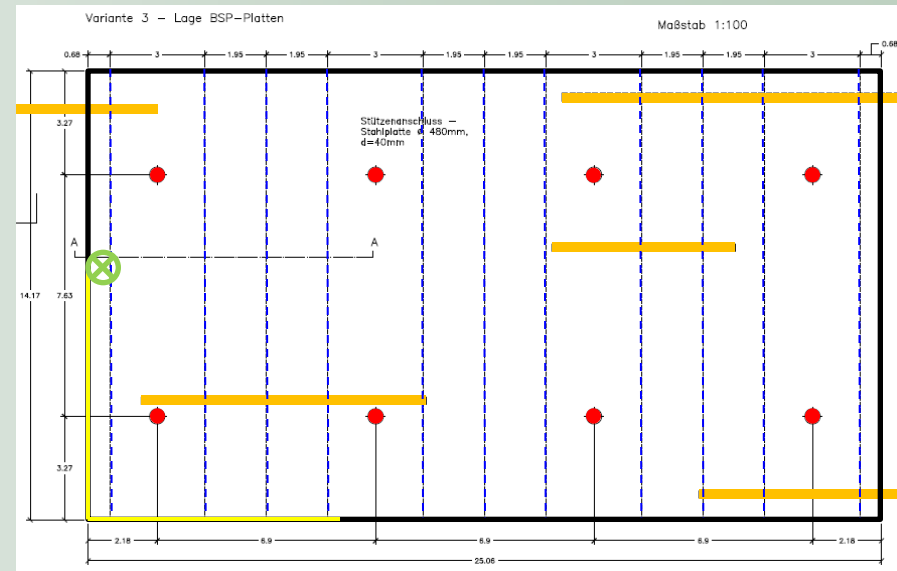 Variante 3 - Lage BSP-Platten
Maßstab 1:100
0.68 3 1.95 1.95 3 1.95 1.95 3 1.95 1.95 3 0.68
3.27
Stützenanschluss -
Stahlplatte ø 480mm,
d=40mm
A A
14.17 7.63
3.27
2.18 6.9 6.9 6.9 2.18
25.06